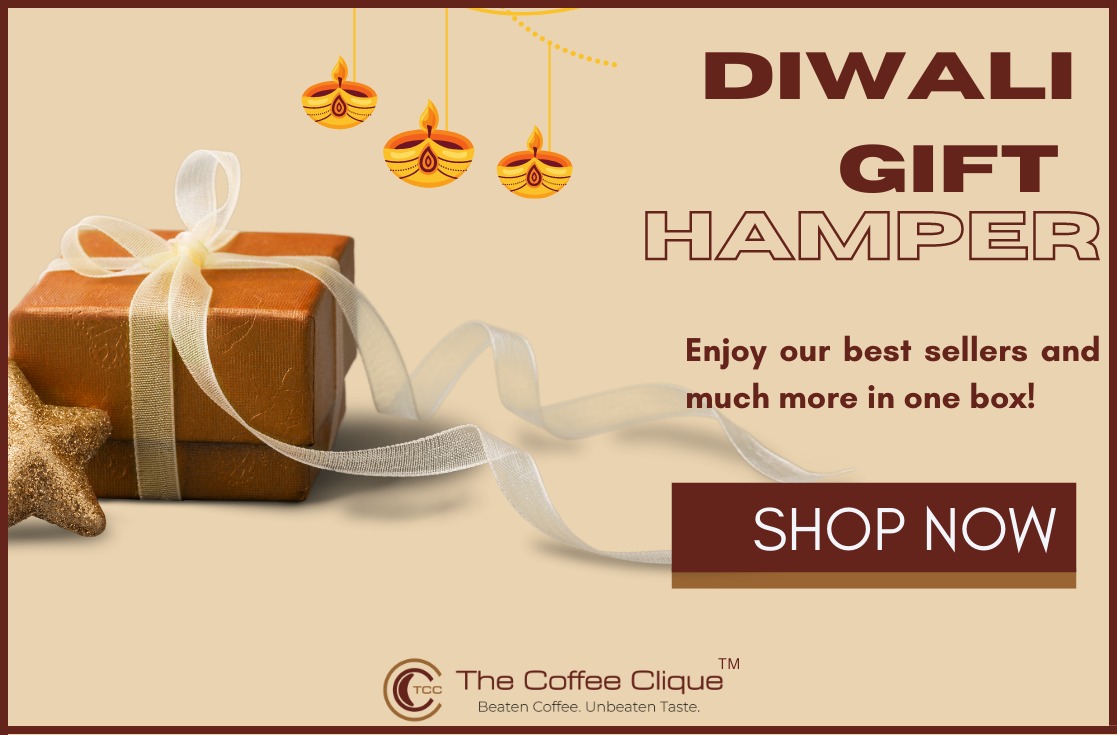 DIWALI
GIFT
HAMPER
Enjoy our best sellers and
much more in one box!
SHOP NOW
TCC The Coffee Clique™
Beaten Coffee. Unbeaten Taste.